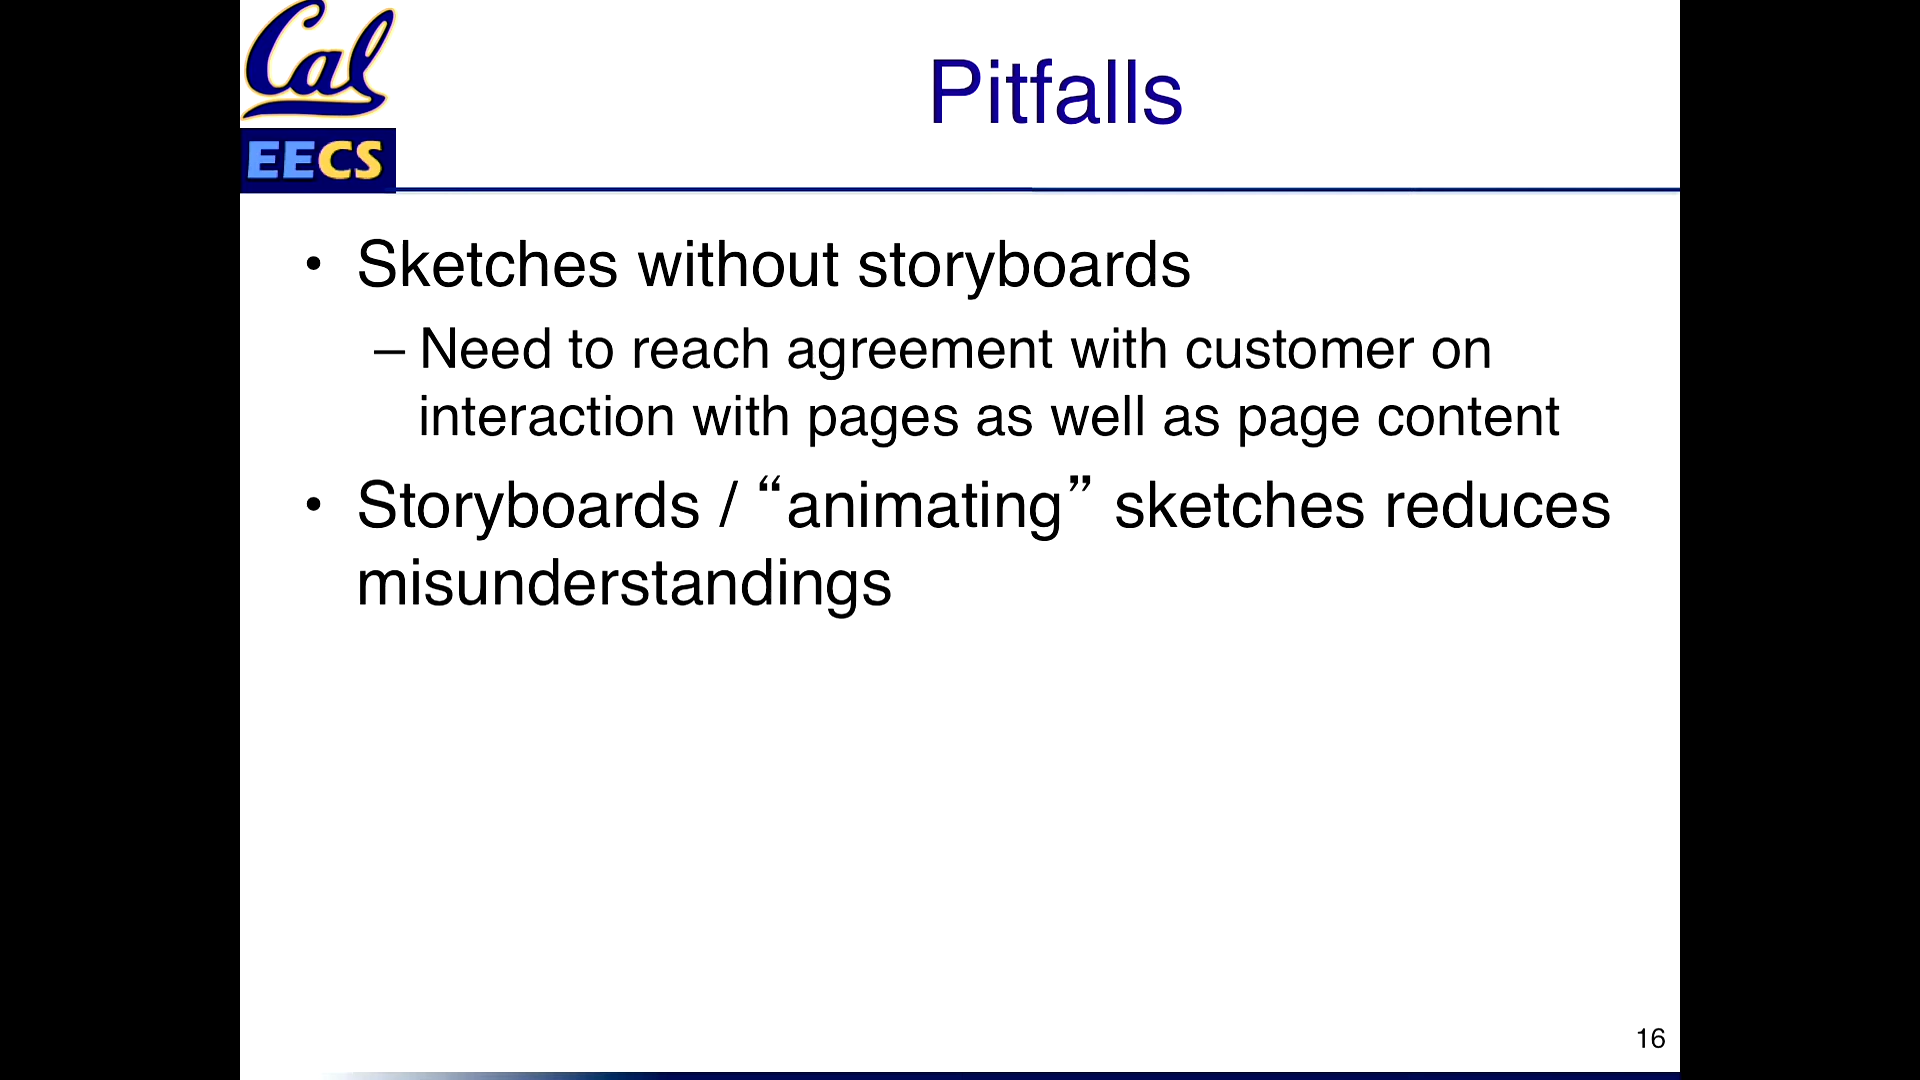 Cal
EECS
Pitfalls
• Sketches without storyboards
– Need to reach agreement with customer on
interaction with pages as well as page content
• Storyboards / “animating” sketches reduces
misunderstandings
16